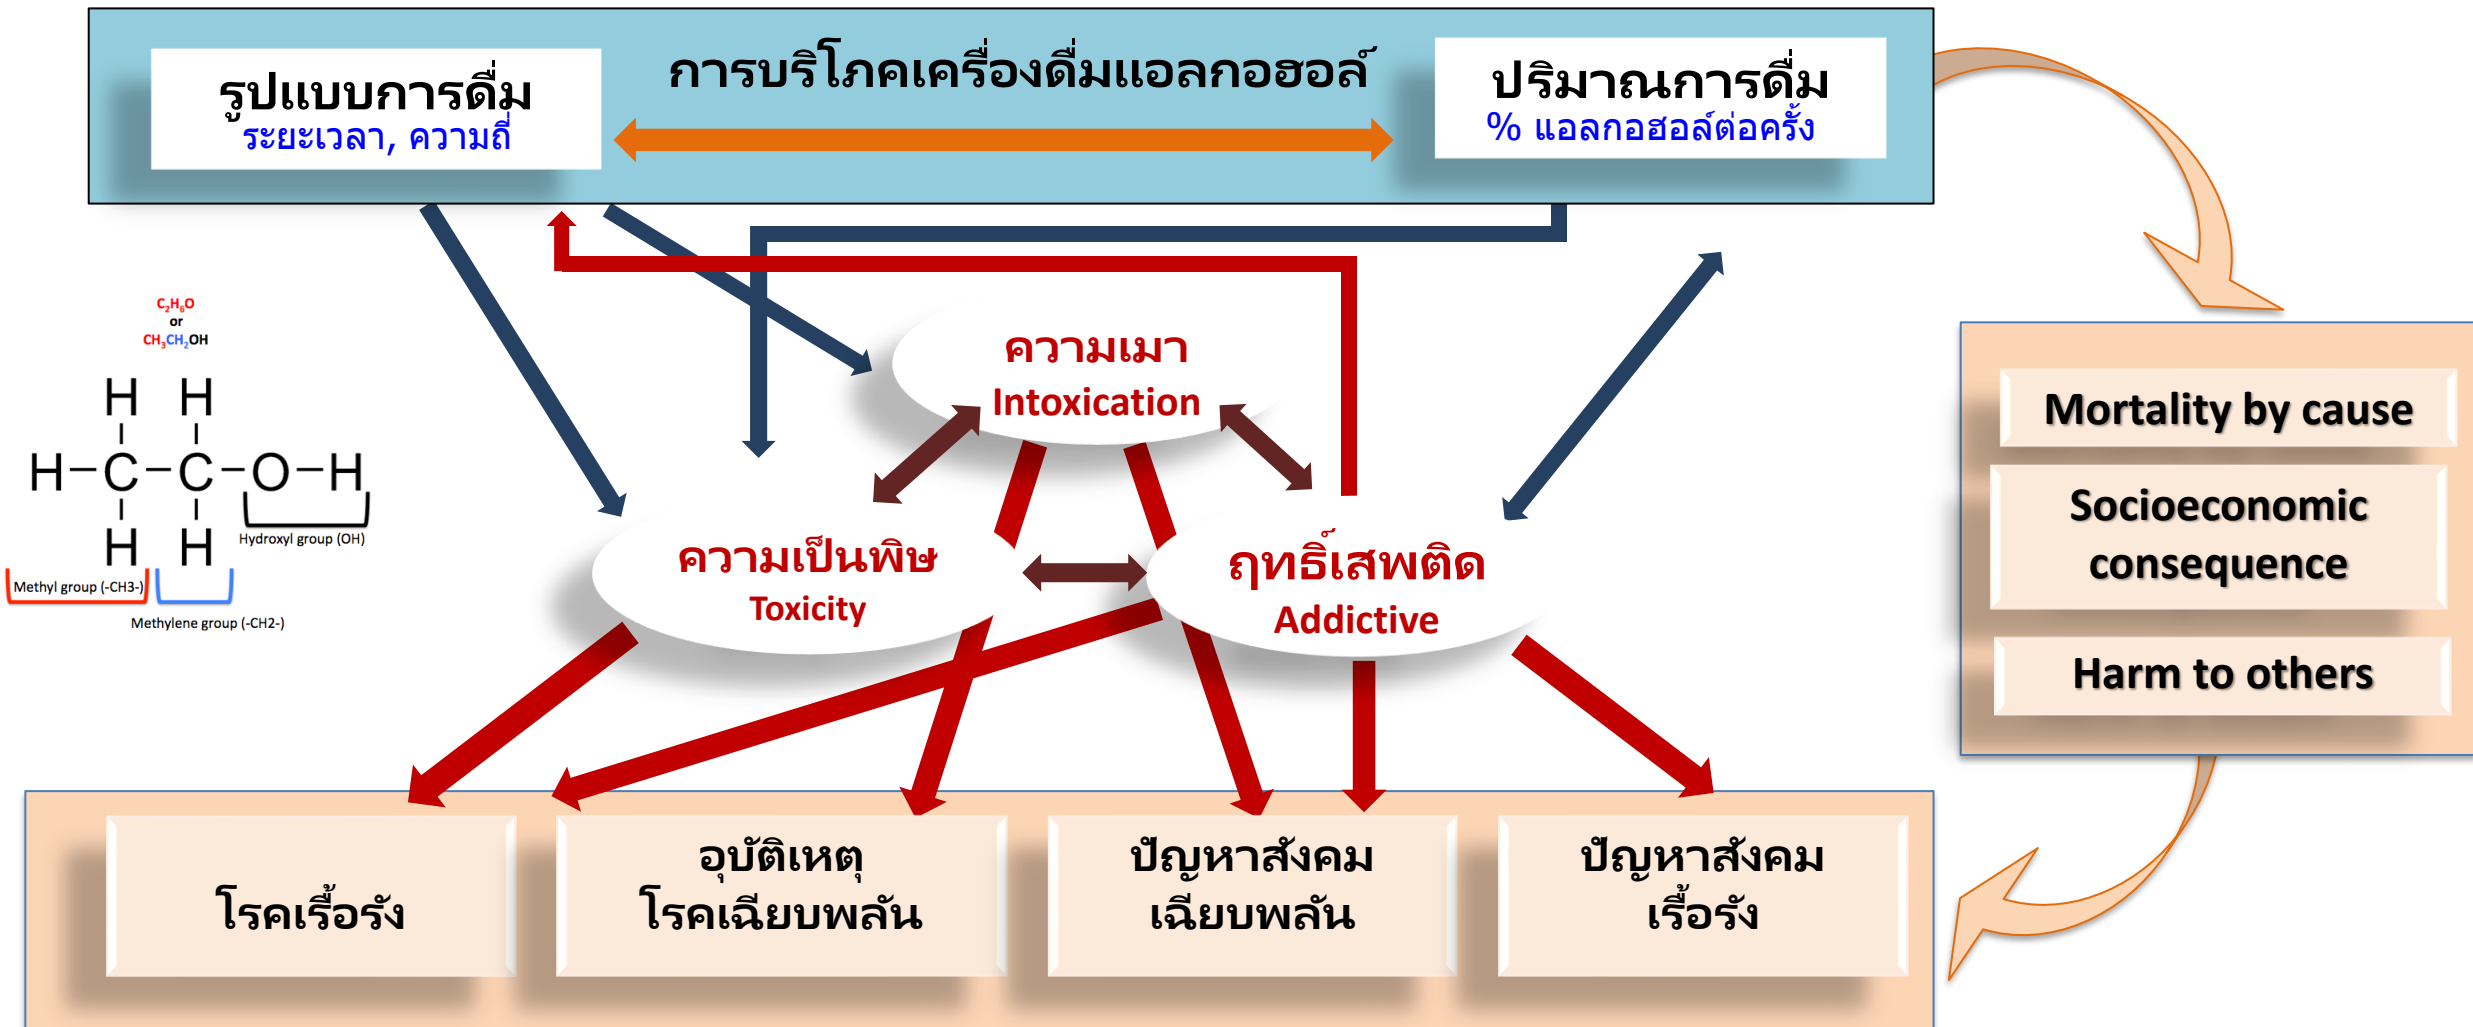 การบริโภคเครื่องดื่มแอลกอฮอล์
รูปแบบการดื่ม
ระยะเวลา, ความถี่
ปริมาณการดื่ม
% แอลกอฮอล์ต่อครั้ง
C₂H₆O
or
CH₃CH₂OH
H H
H-C-C-O-H
H H
Hydroxyl group (OH)
Methyl group (-CH3-)
Methylene group (-CH2-)
ความเมา
Intoxication
ความเป็นพิษ
Toxicity
ฤทธิ์เสพติด
Addictive
Mortality by cause
Socioeconomic
consequence
Harm to others
โรคเรื้อรัง
อุบัติเหตุ
โรคเฉียบพลัน
ปัญหาสังคม
เฉียบพลัน
ปัญหาสังคม
เรื้อรัง